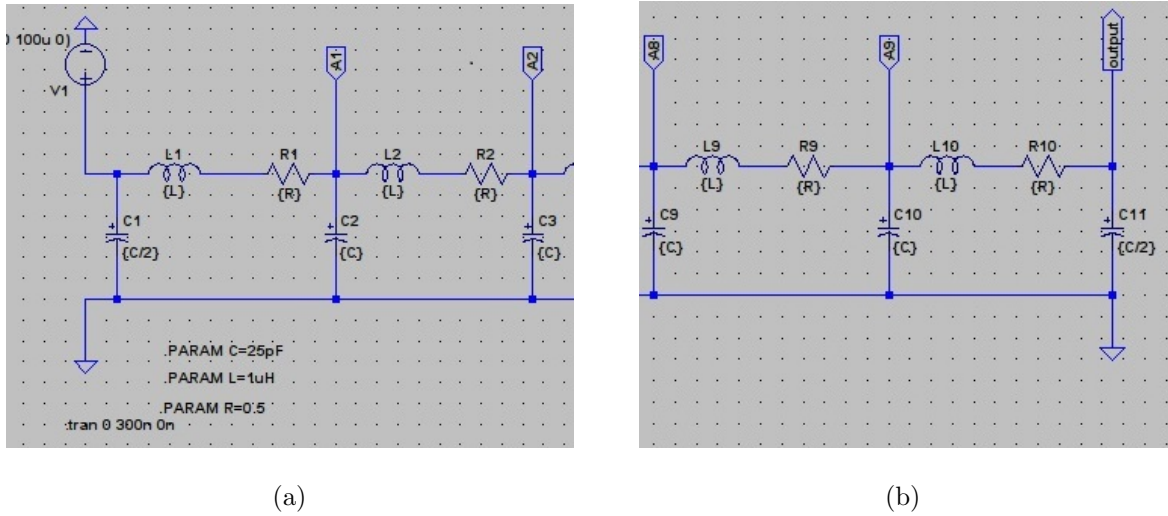 0 100u 0)
V1
A1
A2
L1
{L}
R1
{R}
L2
{L}
R2
{R}
C1
{C/2}
C2
{C}
C3
{C}
.PARAM C=25pF
.PARAM L=1uH
.PARAM R=0.5
.tran 0 300n 0n
(a)
A8
A9
output
L9
{L}
R9
{R}
L10
{L}
R10
{R}
C9
{C}
C10
{C}
C11
{C/2}
(b)